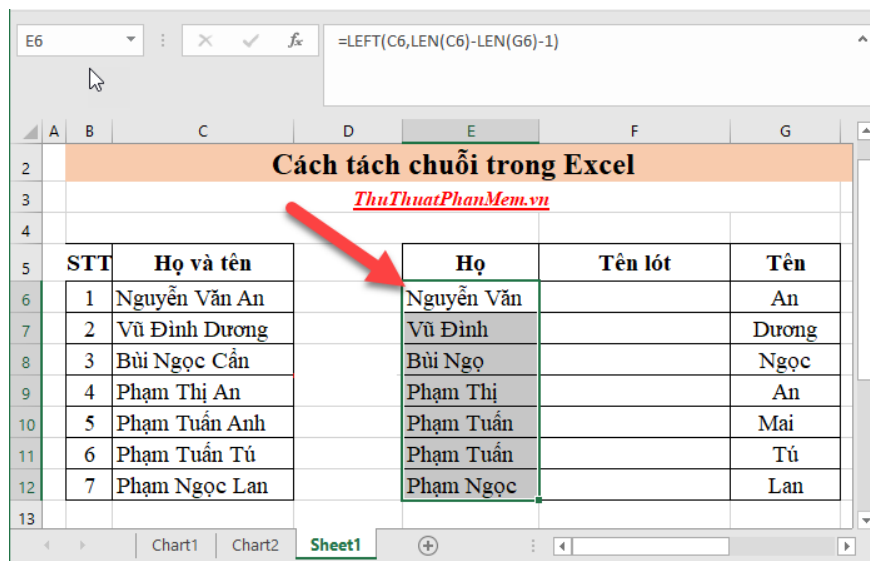 E6 fx =LEFT(C6,LEN(C6)-LEN(G6)-1)
A B C D E F G
2 Cách tách chuỗi trong Excel
3 ThuThuatPhanMem.vn
4
5 STT Họ và tên Họ Tên lót Tên
6 1 Nguyễn Văn An Nguyễn Văn An
7 2 Vũ Đình Dương Vũ Đình Dương
8 3 Bùi Ngọc Cẩn Bùi Ngọ Ngọc
9 4 Phạm Thị An Phạm Thị An
10 5 Phạm Tuấn Anh Phạm Tuấn Mai
11 6 Phạm Tuấn Tú Phạm Tuấn Tú
12 7 Phạm Ngọc Lan Phạm Ngọc Lan
13
Chart1 Chart2 Sheet1